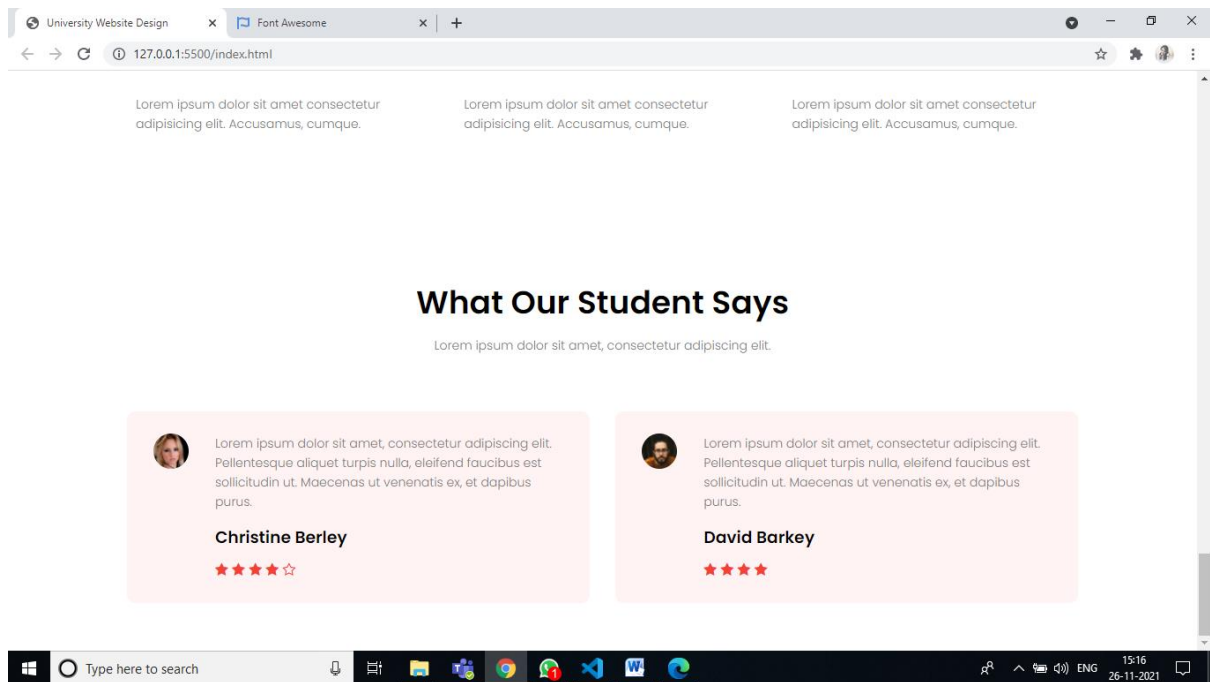 University Website Design
Font Awesome
127.0.0.1:5500/index.html
Lorem ipsum dolor sit amet consectetur
adipisicing elit. Accusamus, cumque.
Lorem ipsum dolor sit amet consectetur
adipisicing elit. Accusamus, cumque.
Lorem ipsum dolor sit amet consectetur
adipisicing elit. Accusamus, cumque.
What Our Student Says
Lorem ipsum dolor sit amet, consectetur adipiscing elit.
Lorem ipsum dolor sit amet, consectetur adipiscing elit.
Pellentesque aliquet turpis nulla, eleifend faucibus est
sollicitudin ut. Maecenas ut venenatis ex, et dapibus
purus.
Christine Berley
Lorem ipsum dolor sit amet, consectetur adipiscing elit.
Pellentesque aliquet turpis nulla, eleifend faucibus est
sollicitudin ut. Maecenas ut venenatis ex, et dapibus
purus.
David Barkey
Type here to search
ENG
15:16
26-11-2021